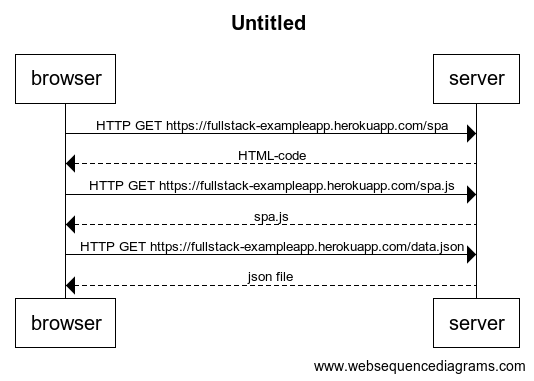 Untitled
browser server
HTTP GET https://fullstack-exampleapp.herokuapp.com/spa
HTML-code
HTTP GET https://fullstack-exampleapp.herokuapp.com/spa.js
spa.js
HTTP GET https://fullstack-exampleapp.herokuapp.com/data.json
json file
browser server
www.websequencediagrams.com